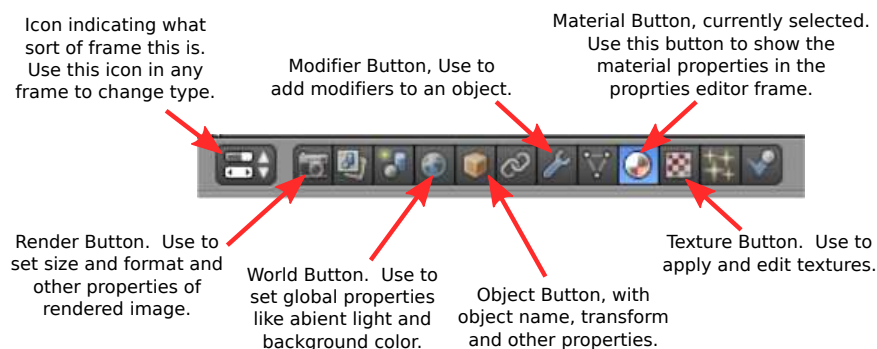 Icon indicating what
sort of frame this is.
Use this icon in any
frame to change type.
Modifier Button, Use to
add modifiers to an object.
Material Button, currently selected.
Use this button to show the
material properties in the
proprties editor frame.
Render Button.  Use to
set size and format and
other properties of
rendered image.
World Button.  Use to
set global properties
like abient light and
background color.
Object Button, with
object name, transform
and other properties.
Texture Button.  Use to
apply and edit textures.